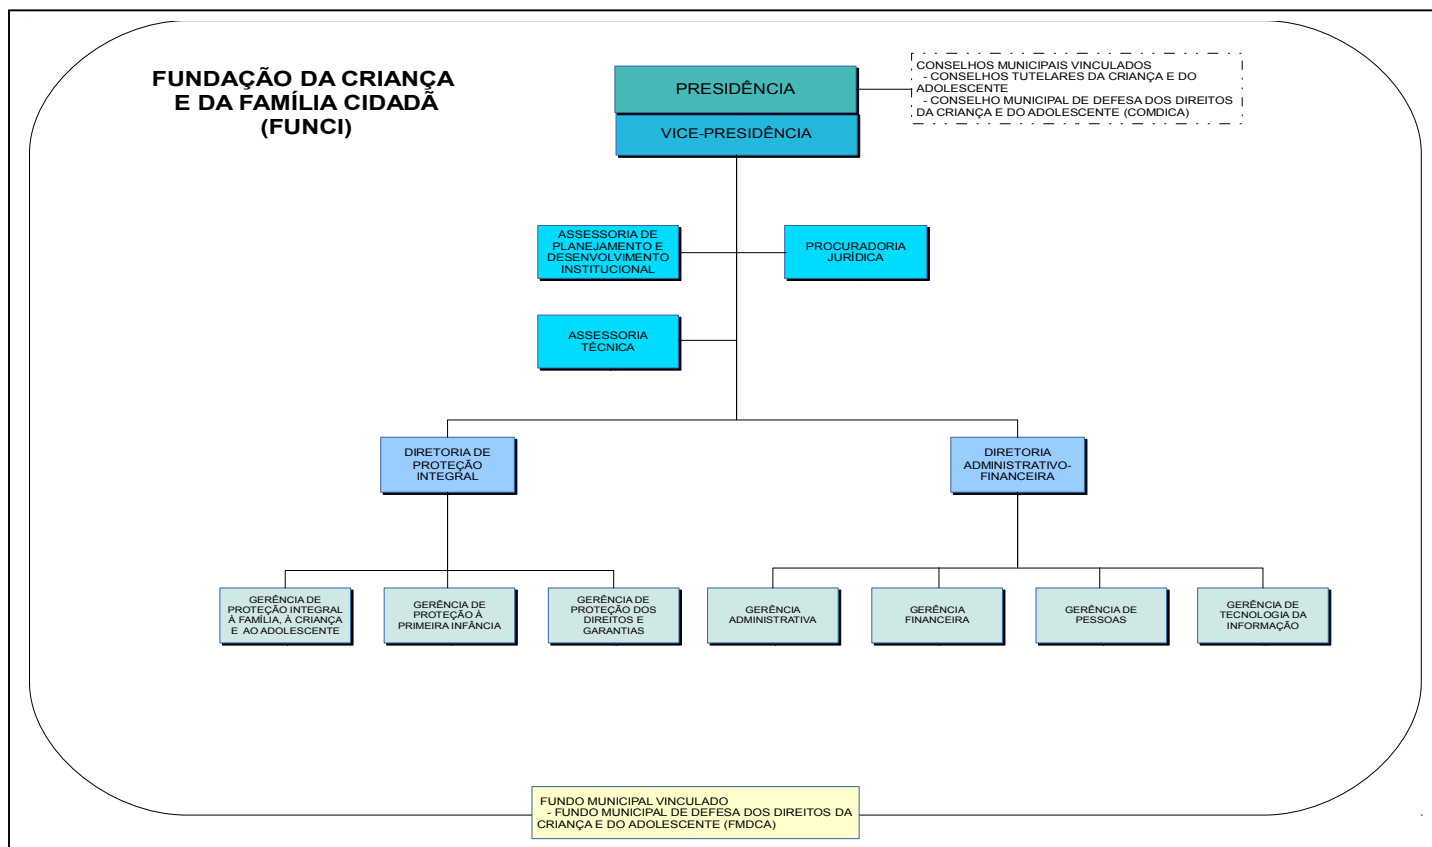 FUNDAÇÃO DA CRIANÇA
E DA FAMÍLIA CIDADÃ
(FUNCI)
PRESIDÊNCIA
VICE-PRESIDÊNCIA
CONSELHOS MUNICIPAIS VINCULADOS
- CONSELHOS TUTELARES DA CRIANÇA E DO
ADOLESCENTE
- CONSELHO MUNICIPAL DE DEFESA DOS DIREITOS
DA CRIANÇA E DO ADOLESCENTE (COMDICA)
ASSESSORIA DE
PLANEJAMENTO E
DESENVOLVIMENTO
INSTITUCIONAL
PROCURADORIA
JURÍDICA
ASSESSORIA
TÉCNICA
DIRETORIA DE
PROTEÇÃO
INTEGRAL
DIRETORIA
ADMINISTRATIVO-
FINANCEIRA
GERÊNCIA DE
PROTEÇÃO INTEGRAL
À FAMÍLIA, À CRIANÇA
E AO ADOLESCENTE
GERÊNCIA DE
PROTEÇÃO À
PRIMEIRA INFÂNCIA
GERÊNCIA DE
PROTEÇÃO DOS
DIREITOS E
GARANTIAS
GERÊNCIA
ADMINISTRATIVA
GERÊNCIA
FINANCEIRA
GERÊNCIA DE
PESSOAS
GERÊNCIA DE
TECNOLOGIA DA
INFORMAÇÃO
FUNDO MUNICIPAL VINCULADO
- FUNDO MUNICIPAL DE DEFESA DOS DIREITOS DA
CRIANÇA E DO ADOLESCENTE (FMDCA)